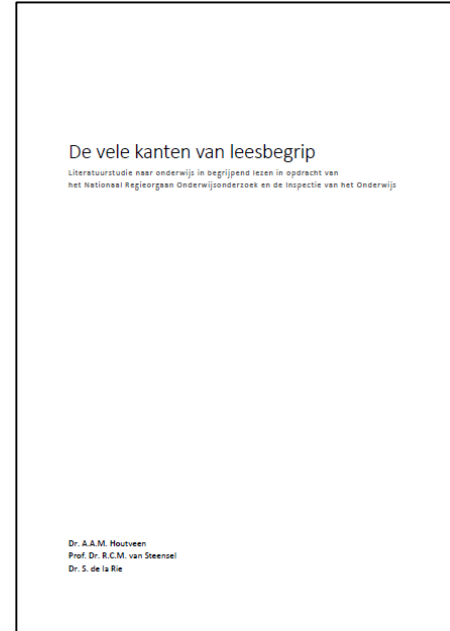 De vele kanten van leesbegrip
Literatuurstudie naar onderwijs in begrijpend lezen in opdracht van
het Nationaal Regieorgaan Onderwijsonderzoek en de Inspectie van het Onderwijs
Dr. A.A.M. Houtveen
Prof. Dr. R.C.M. van Steensel
Dr. S. de la Rie